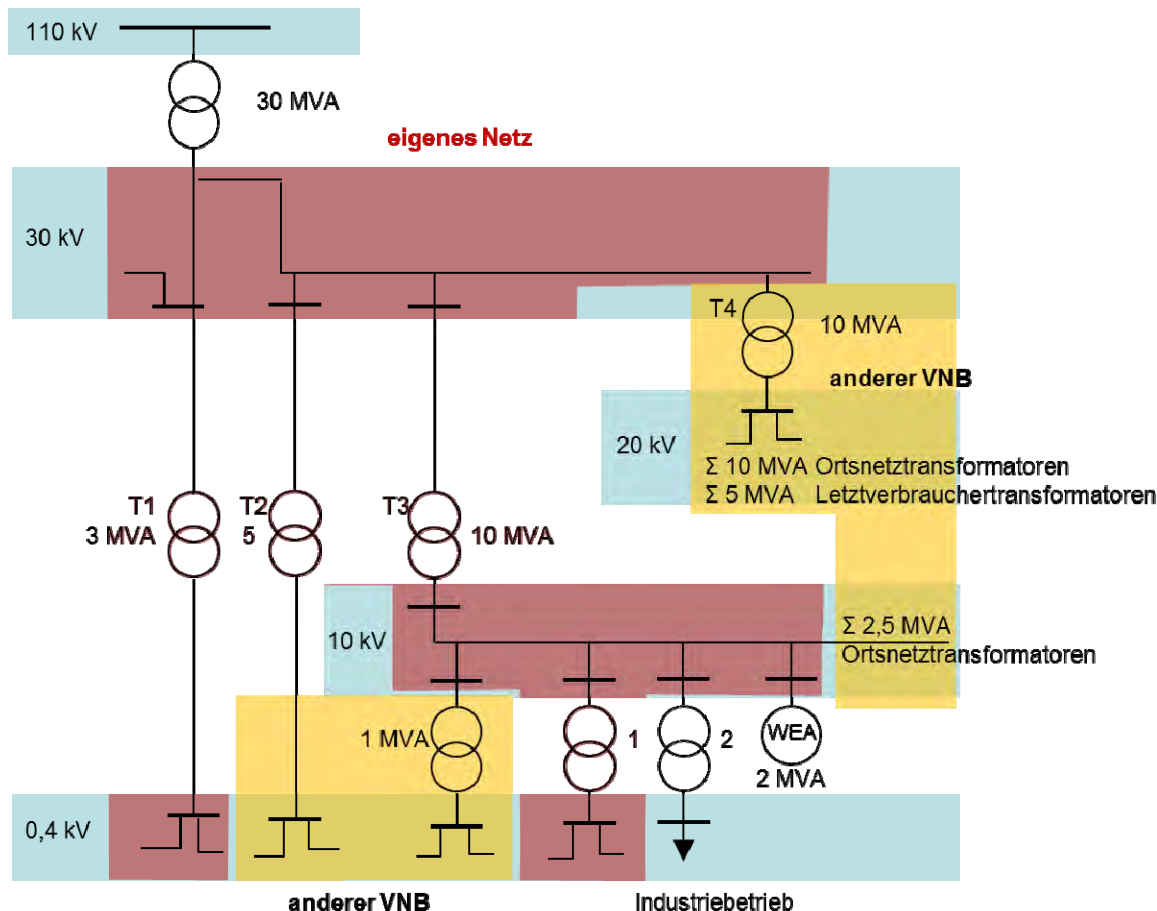 110 kV
30 MVA
eigenes Netz
30 kV
T4
10 MVA
anderer VNB
20 kV
Σ 10 MVA Ortsnetztransformatoren
Σ 5 MVA Letztverbrauchertransformatoren
T1
3 MVA
T2
5
T3
10 MVA
10 kV
Σ 2,5 MVA
Ortsnetztransformatoren
1 MVA
1
2
WEA
2 MVA
0,4 kV
anderer VNB
Industriebetrieb